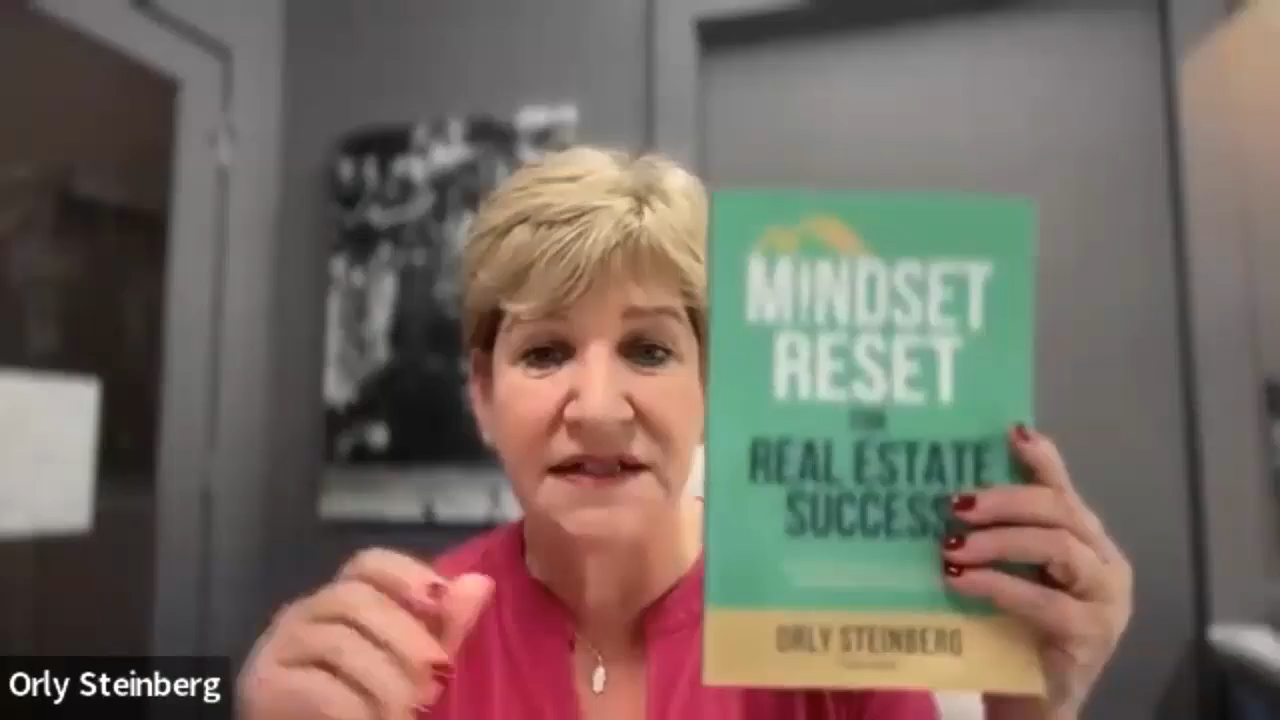 MINDSET
RESET
FOR
REAL ESTATE
SUCCESS
ORLY STEINBERG
Orly Steinberg